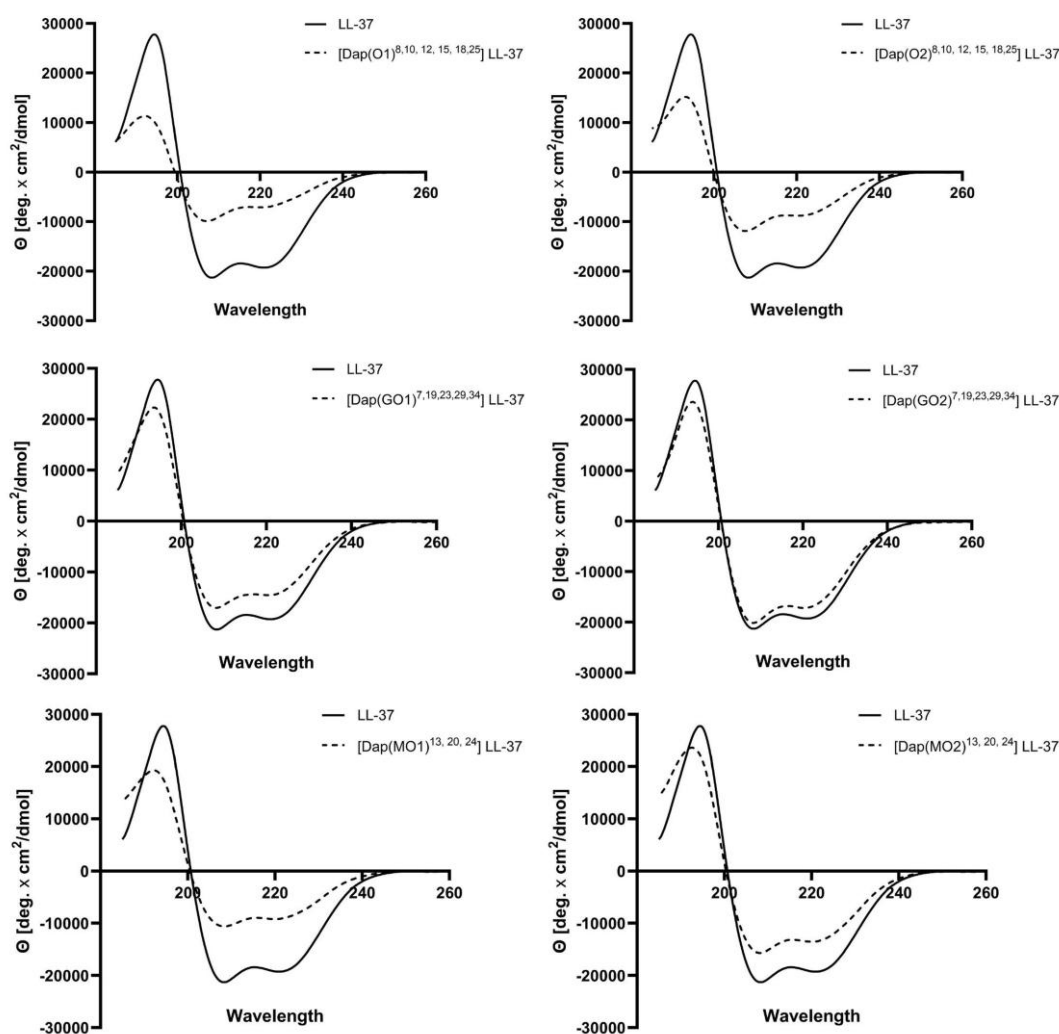 LL-37
[Dap(O1)8,10, 12, 15, 18,25] LL-37
30000
20000
10000
0
-10000
-20000
-30000
200
220
240
260
Θ [deg. x cm2/dmol]
Wavelength
LL-37
[Dap(O2)8,10, 12, 15, 18,25] LL-37
30000
20000
10000
0
-10000
-20000
-30000
200
220
240
260
Θ [deg. x cm2/dmol]
Wavelength
LL-37
[Dap(GO1)7,19,23,29,34] LL-37
30000
20000
10000
0
-10000
-20000
-30000
200
220
240
260
Θ [deg. x cm2/dmol]
Wavelength
LL-37
[Dap(GO2)7,19,23,29,34] LL-37
30000
20000
10000
0
-10000
-20000
-30000
200
220
240
260
Θ [deg. x cm2/dmol]
Wavelength
LL-37
[Dap(MO1)13, 20, 24] LL-37
30000
20000
10000
0
-10000
-20000
-30000
200
220
240
260
Θ [deg. x cm2/dmol]
Wavelength
LL-37
[Dap(MO2)13, 20, 24] LL-37
30000
20000
10000
0
-10000
-20000
-30000
200
220
240
260
Θ [deg. x cm2/dmol]
Wavelength